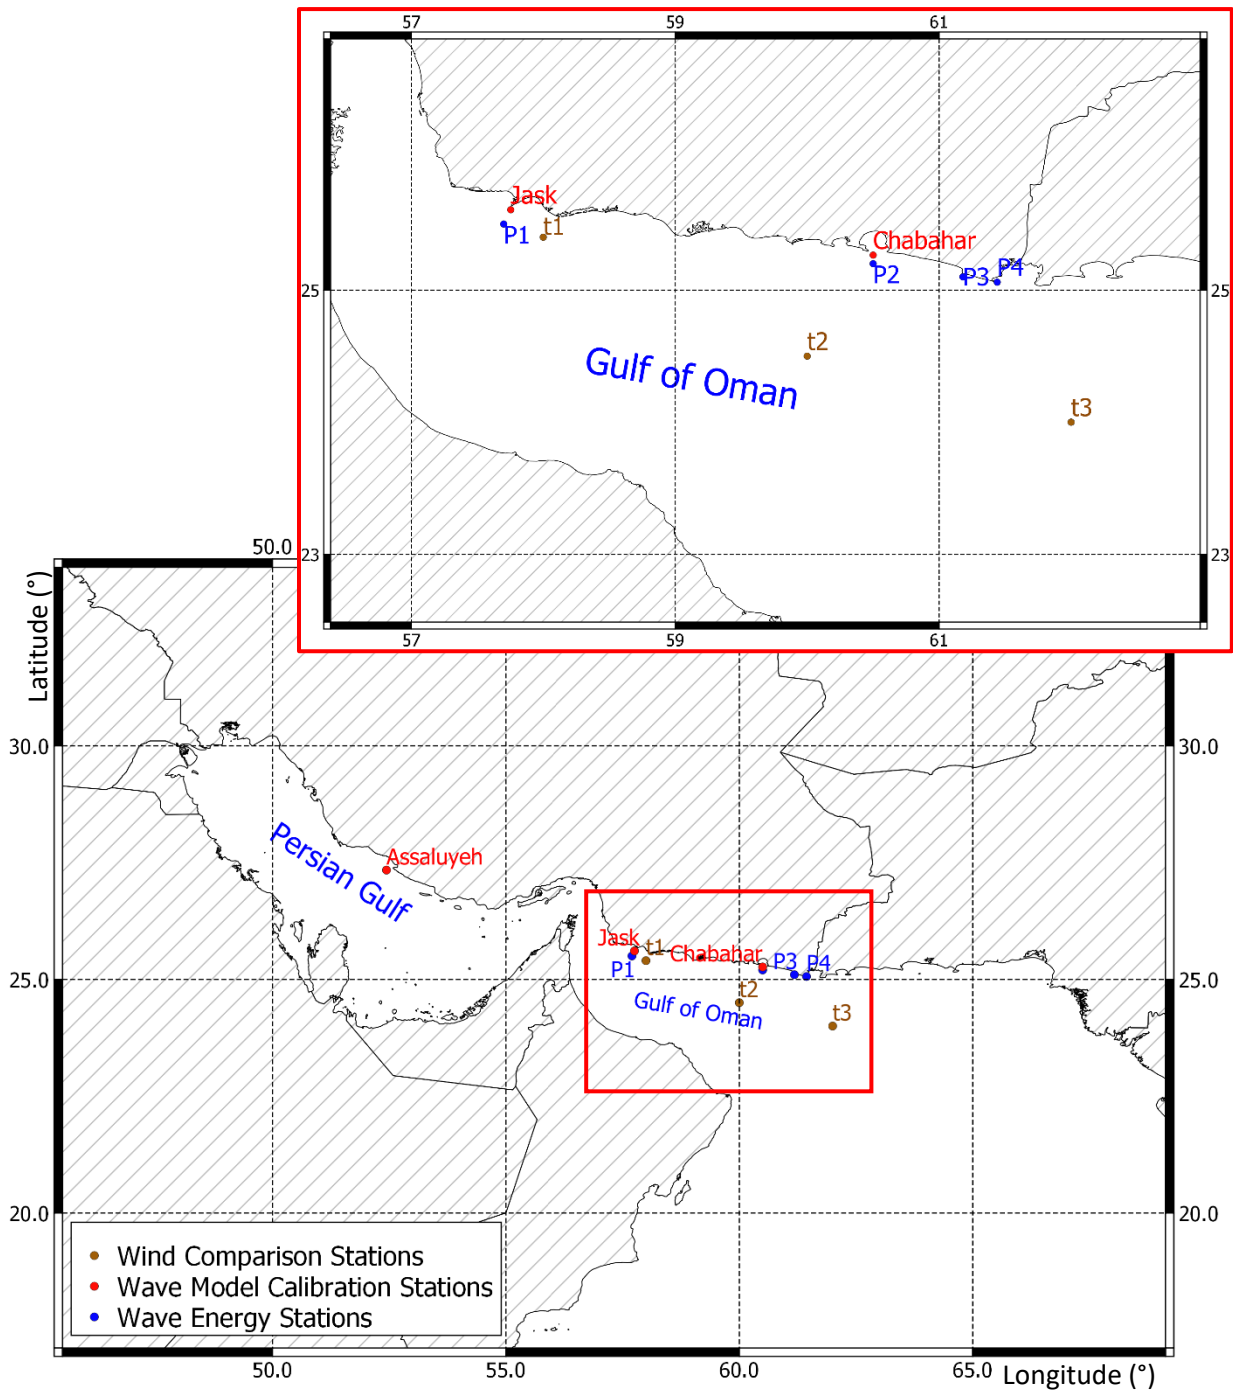 57
59
61
Jask
P1
t1
Chabahar
P2
P3
P4
25
25
t2
Gulf of Oman
t3
23
23
57
59
61
50.0
Latitude (°)
30.0
30.0
Persian Gulf
Assaluyeh
Jask
t1
Chabahar
P3
P4
P1
25.0
25.0
t2
Gulf of Oman
t3
20.0
20.0
Wind Comparison Stations
Wave Model Calibration Stations
Wave Energy Stations
50.0
55.0
60.0
65.0
Longitude (°)